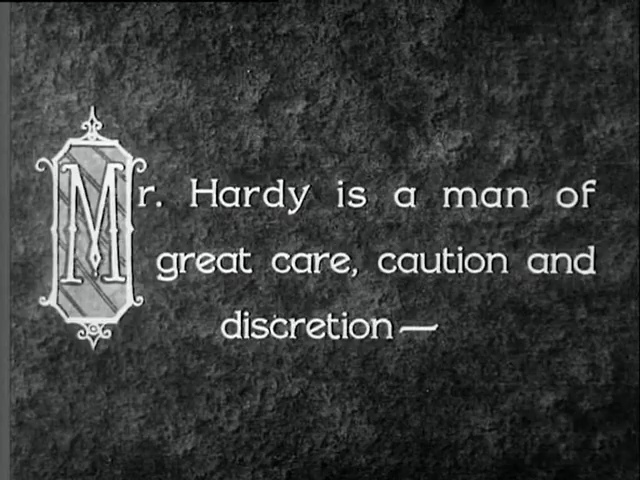 Mr. Hardy is a man of
great care, caution and
discretion—